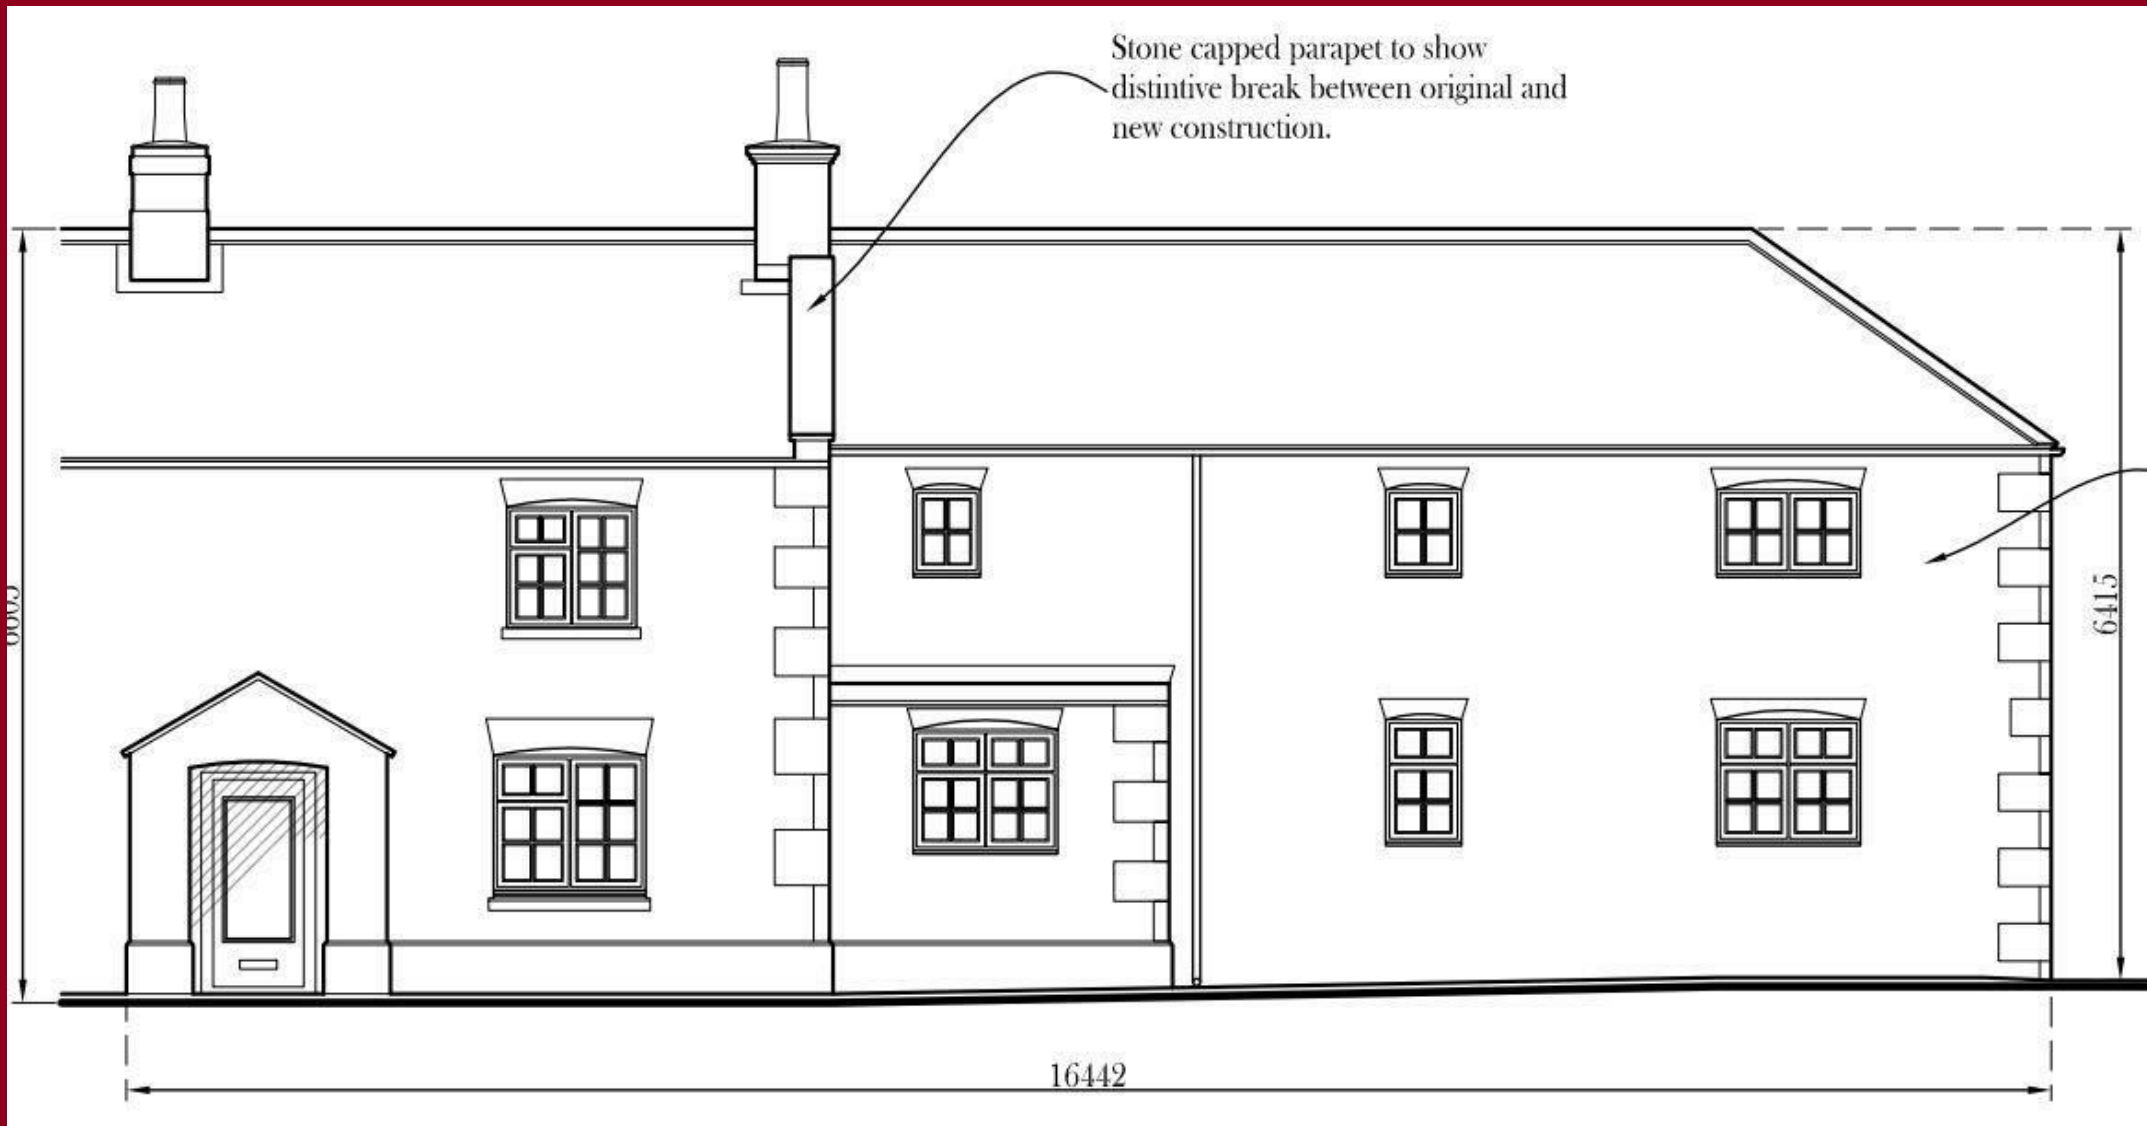 Stone capped parapet to show
distintive break between original and
new construction.
6415
16442